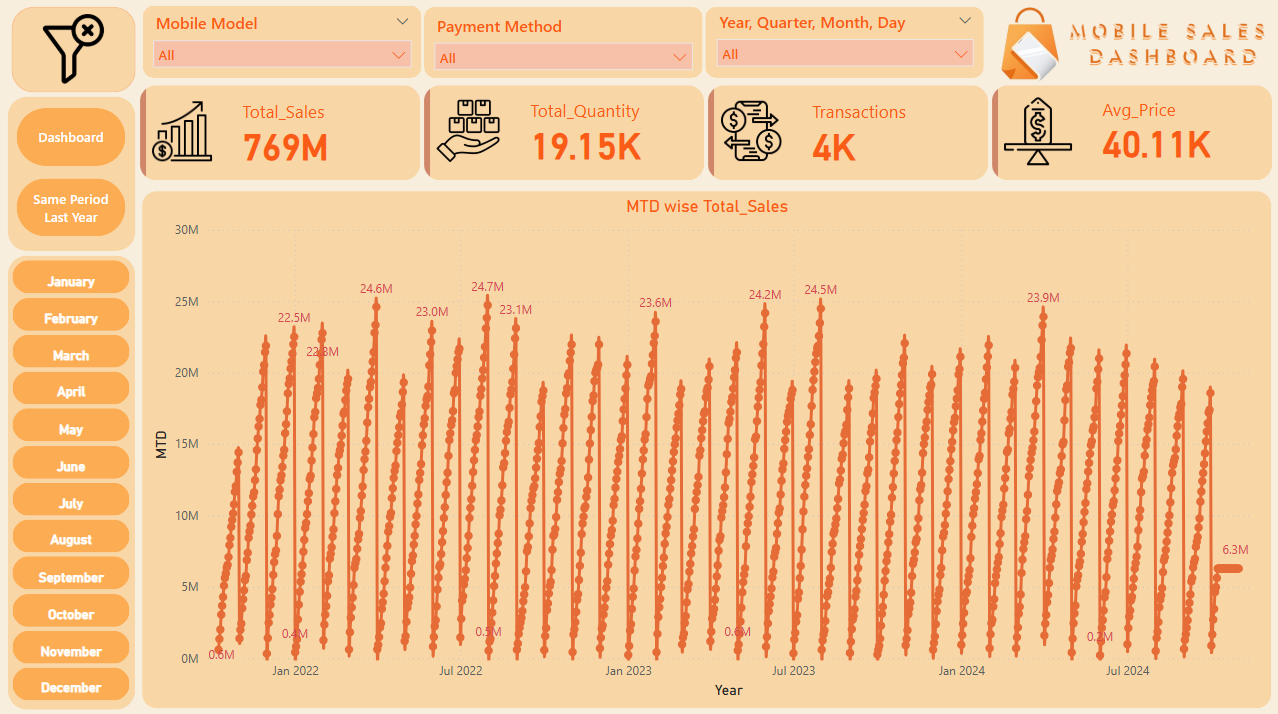 Mobile Model
All
Payment Method
All
Year, Quarter, Month, Day
All
MOBILE SALES
DASHBOARD
Dashboard
Same Period
Last Year
January
February
March
April
May
June
July
August
September
October
November
December
Total_Sales
769M
Total_Quantity
19.15K
Transactions
4K
Avg_Price
40.11K
MTD wise Total_Sales
30M
25M
20M
15M
10M
5M
0M
MTD
24.6M
24.7M
22.5M
23.0M
23.1M
22.8M
23.6M
24.2M
24.5M
23.9M
6.3M
0.6M
0.4M
0.5M
0.6M
0.2M
Jan 2022
Jul 2022
Jan 2023
Jul 2023
Jan 2024
Jul 2024
Year